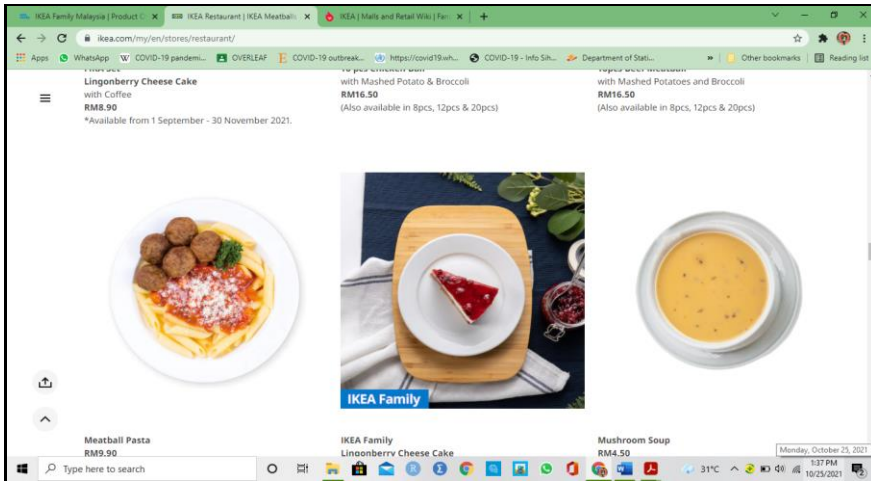 IKEA Family Malaysia | Product C
IKEA Restaurant | IKEA Meatballs
IKEA | Malls and Retail Wiki | Fan
ikea.com/my/en/stores/restaurant/
Apps
WhatsApp
COVID-19 pandemi...
OVERLEAF
COVID-19 outbreak...
https://covid19.wh...
COVID-19 - Info Sih...
Department of Stati...
»
Other bookmarks
Reading list
Lingonberry Cheese Cake
with Coffee
RM8.90
*Available from 1 September - 30 November 2021.
with Mashed Potato & Broccoli
RM16.50
(Also available in 8pcs, 12pcs & 20pcs)
with Mashed Potatoes and Broccoli
RM16.50
(Also available in 8pcs, 12pcs & 20pcs)
IKEA Family
Meatball Pasta
RM9.90
IKEA Family
Lingonberry Cheese Cake
Mushroom Soup
RM4.50
Monday, October 25, 2021
Type here to search
31°C
1:37 PM
10/25/2021